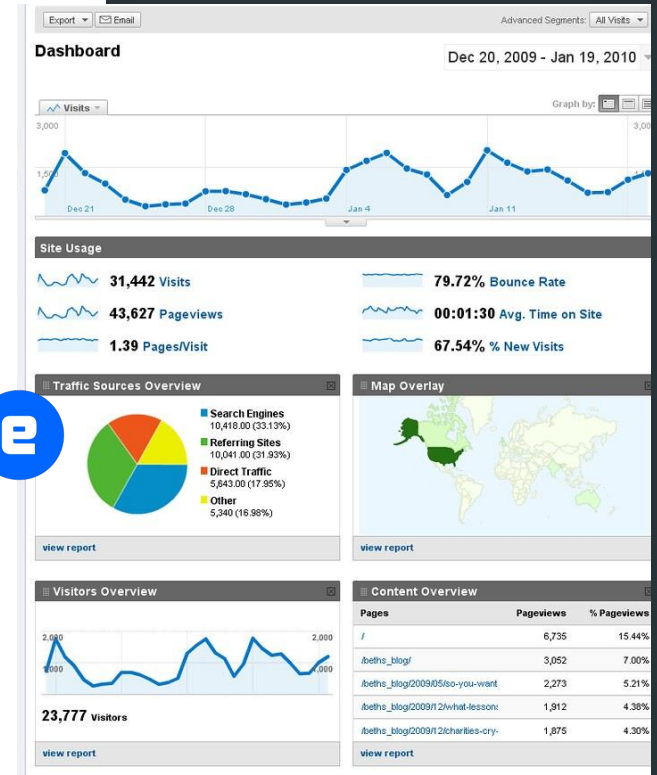 Export Email Advanced Segments: All Visits
Dashboard
Dec 20, 2009 - Jan 19, 2010
Visits Graph by:
3,000 3,00
1,500
Dec 21 Dec 28 Jan 4 Jan 11
Site Usage
31,442 Visits 79.72% Bounce Rate
43,627 Pageviews 00:01:30 Avg. Time on Site
1.39 Pages/Visit 67.54% % New Visits
Traffic Sources Overview
Search Engines
10,418.00 (33.13%)
Referring Sites
10,041.00 (31.93%)
Direct Traffic
5,643.00 (17.95%)
Other
5,340 (16.98%)
view report
Map Overlay
view report
e
Visitors Overview
2,000 2,000
1,000 1,000
23,777 Visitors
view report
Content Overview
Pages Pageviews % Pageviews
/ 6,735 15.44%
/beths_blog/ 3,052 7.00%
/beths_blog/2009/05/so-you-want 2,273 5.21%
/beths_blog/2009/12/what-lesson: 1,912 4.38%
/beths_blog/2009/12/charities-cry- 1,875 4.30%
view report